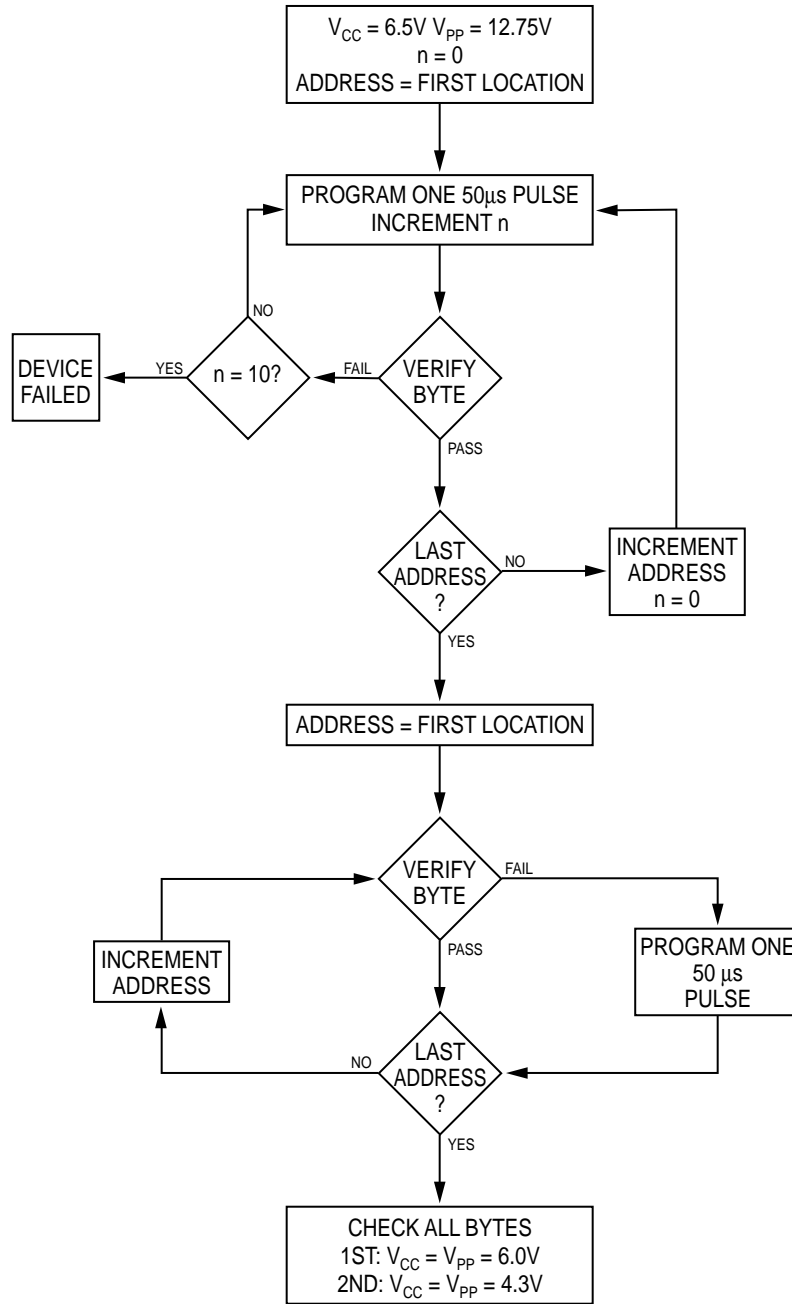 V_CC = 6.5V V_PP = 12.75V
n = 0
ADDRESS = FIRST LOCATION
PROGRAM ONE 50µs PULSE
INCREMENT n
NO
DEVICE
FAILED
YES
n = 10?
FAIL
VERIFY
BYTE
PASS
LAST
ADDRESS
?
NO
INCREMENT
ADDRESS
n = 0
YES
ADDRESS = FIRST LOCATION
VERIFY
BYTE
FAIL
PASS
INCREMENT
ADDRESS
PROGRAM ONE
50 µs
PULSE
NO
LAST
ADDRESS
?
YES
CHECK ALL BYTES
1ST: V_CC = V_PP = 6.0V
2ND: V_CC = V_PP = 4.3V